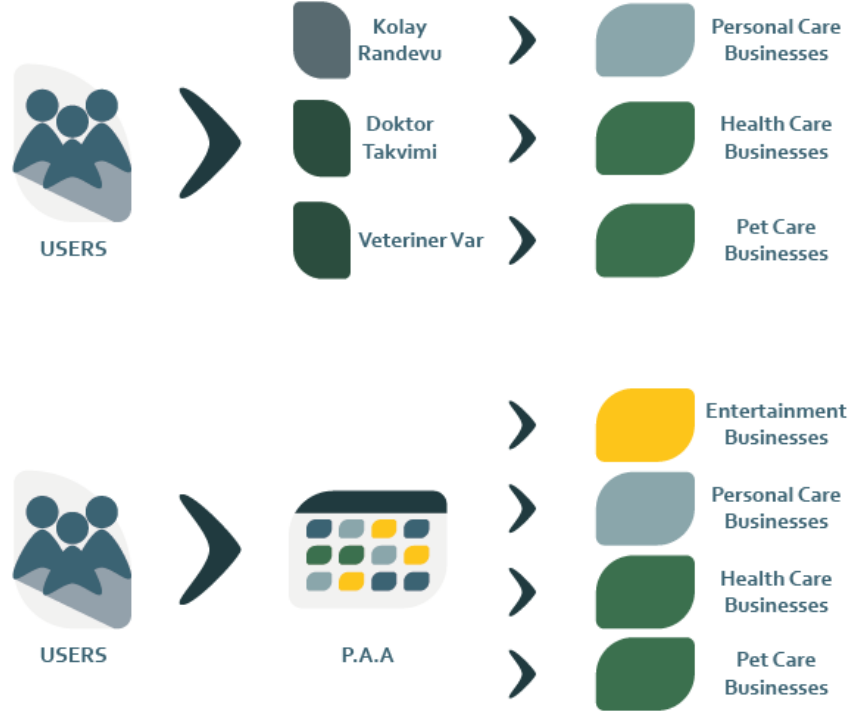 Kolay
Randevu
Personal Care
Businesses
Doktor
Takvimi
Health Care
Businesses
USERS
Veteriner Var
Pet Care
Businesses
Entertainment
Businesses
Personal Care
Businesses
Health Care
Businesses
USERS
P.A.A
Pet Care
Businesses